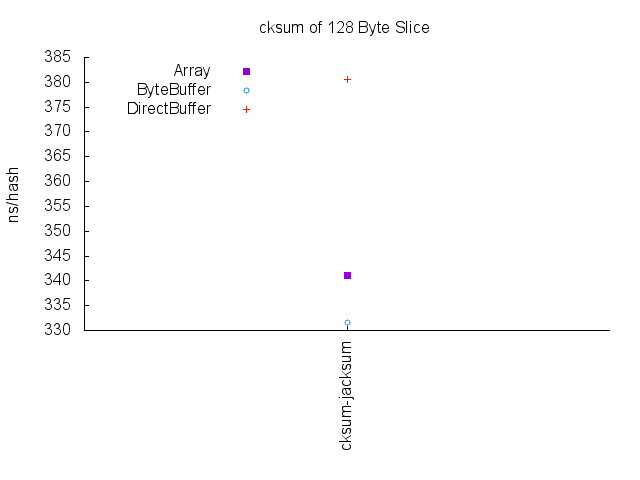 cksum of 128 Byte Slice
385
380
375
370
365
360
355
350
345
340
335
330
ns/hash
Array
ByteBuffer
DirectBuffer
cksum-jacksum